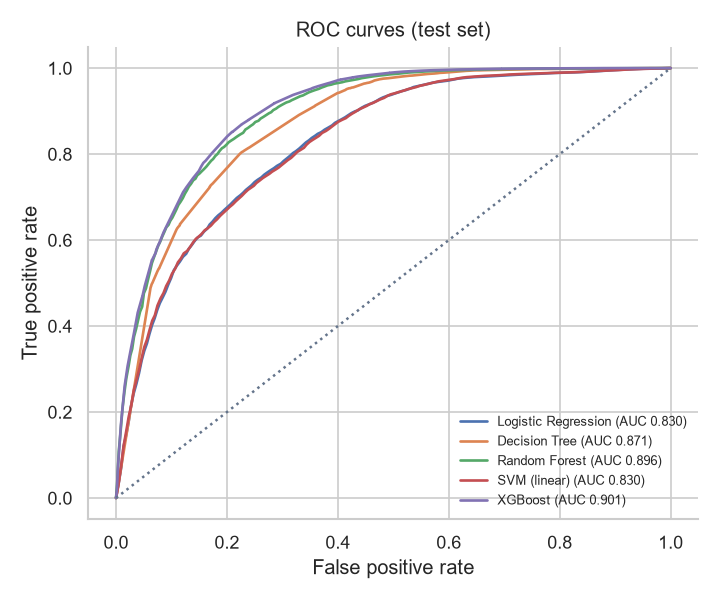 ROC curves (test set)
True positive rate
1.0
0.8
0.6
0.4
0.2
0.0
Logistic Regression (AUC 0.830)
Decision Tree (AUC 0.871)
Random Forest (AUC 0.896)
SVM (linear) (AUC 0.830)
XGBoost (AUC 0.901)
0.0 0.2 0.4 0.6 0.8 1.0
False positive rate